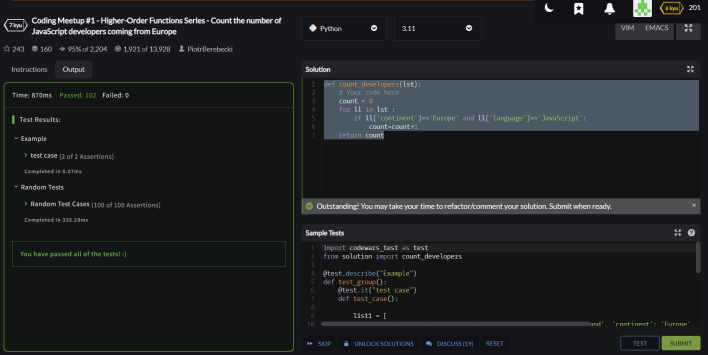 7 kyu
Coding Meetup #1 - Higher-Order Functions Series - Count the number of
JavaScript developers coming from Europe
Python
3.11
6 kyu
201
VIM EMACS
243 160 95% of 2,204 1,921 of 13,928 PiotrBerebecki
Instructions Output
Time: 870ms Passed: 102 Failed: 0
Test Results:
Example
test case (2 of 2 Assertions)
Completed in 0.07ms
Random Tests
Random Test Cases (100 of 100 Assertions)
Completed in 325.29ms
You have passed all of the tests! :)
Solution
1 def count_developers(lst):
2 # Your code here
3 count = 0
4 for ll in lst :
5 if ll['continent']=='Europe' and ll['language']=='JavaScript':
6 count=count+1
7 return count
Outstanding! You may take your time to refactor/comment your solution. Submit when ready. ×
Sample Tests
1 import codewars_test as test
2 from solution import count_developers
3
4 @test.describe("Example")
5 def test_group():
6 @test.it("test case")
7 def test_case():
8
9 list1 = [
10 'continent': 'Europe',
SKIP UNLOCK SOLUTIONS DISCUSS (19) RESET TEST SUBMIT